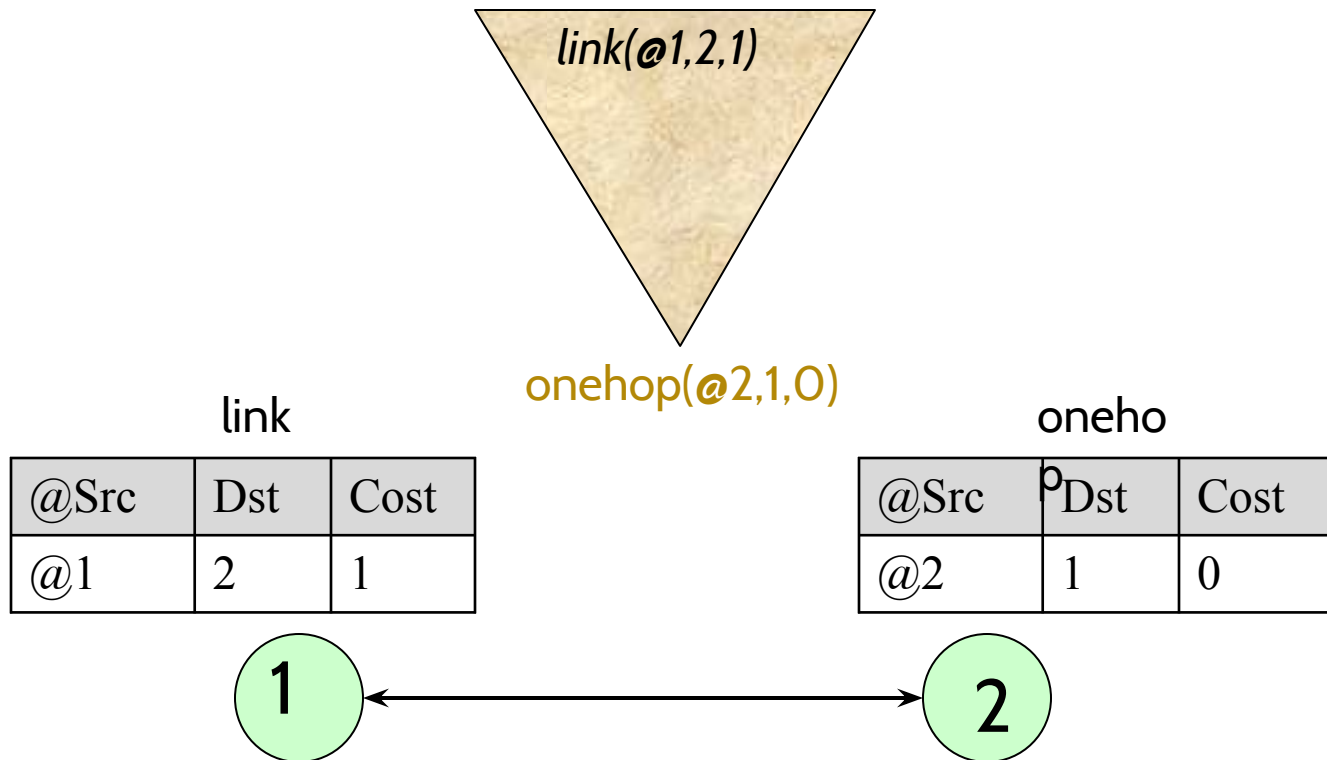 link(@1,2,1)
onehop(@2,1,0)
link
@Src Dst Cost
@1 2 1
oneho
p
@Src Dst Cost
@2 1 0
1
2